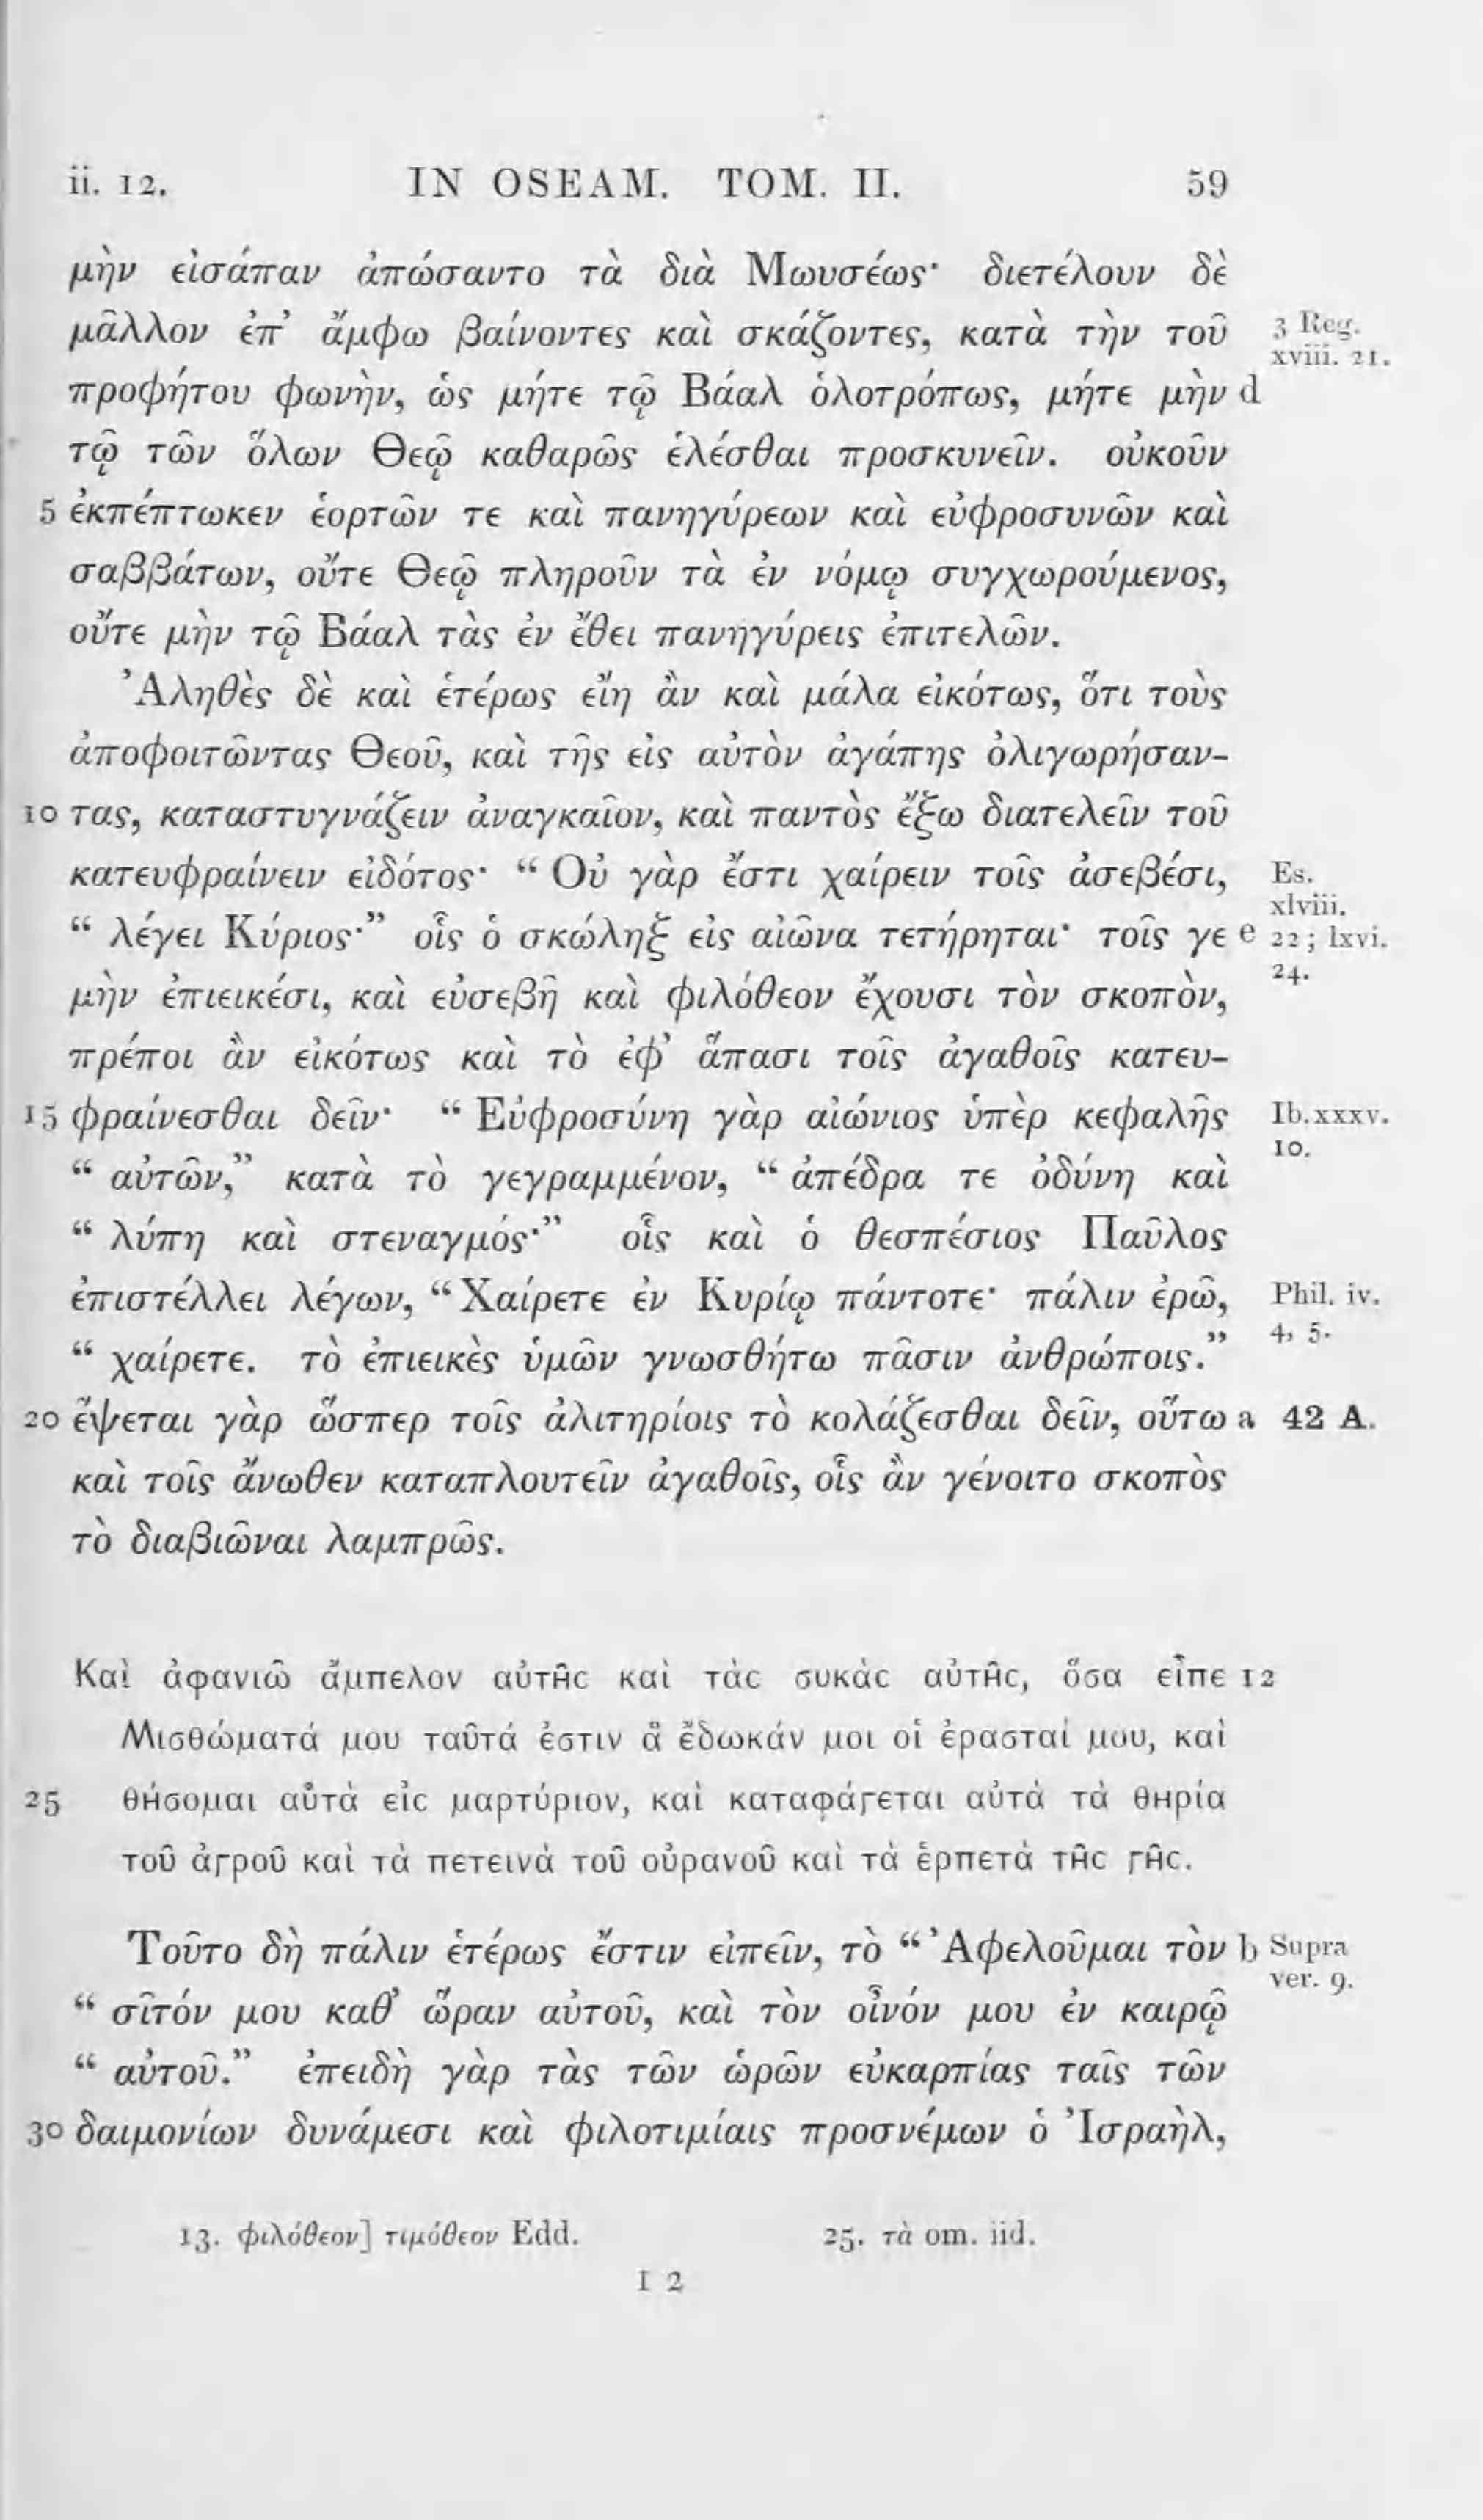 ii. 12. IN OSEAM. TOM. II. 59
μὴν εἰσάπαν ἀπώσαντο τὰ διὰ Μωυσέως· διετέλουν δὲ
μᾶλλον ἐπ’ ἄμφω βαίνοντες καὶ σκάζοντες, κατὰ τὴν τοῦ 3 Reg. xviii. 21.
προφήτου φωνὴν, ὡς μήτε τῷ Βάαλ ὁλοτρόπως, μήτε μὴν d
τῷ τῶν ὅλων Θεῷ καθαρῶς ἑλέσθαι προσκυνεῖν. οὐκοῦν
5 ἐκπέπτωκεν ἑορτῶν τε καὶ πανηγύρεων καὶ εὐφροσυνῶν καὶ
σαββάτων, οὔτε Θεῷ πληροῦν τὰ ἐν νόμῳ συγχωρούμενος,
οὔτε μὴν τῷ Βάαλ τὰς ἐν ἔθει πανηγύρεις ἐπιτελῶν.
Ἀληθὲς δὲ καὶ ἑτέρως εἴη ἂν καὶ μάλα εἰκότως, ὅτι τοὺς
ἀποφοιτῶντας Θεοῦ, καὶ τῆς εἰς αὐτὸν ἀγάπης ὀλιγωρήσαν-
10 τας, καταστυγνάζειν ἀναγκαῖον, καὶ παντὸς ἔξω διατελεῖν τοῦ
κατευφραίνειν εἰδότος· “ Οὐ γὰρ ἔστι χαίρειν τοῖς ἀσεβέσι, Es. xlviii.
“ λέγει Κύριος·” οἷς ὁ σκώληξ εἰς αἰῶνα τετήρηται· τοῖς γε e 22 ; lxvi.
μὴν ἐπιεικέσι, καὶ εὐσεβῆ καὶ φιλόθεον ἔχουσι τὸν σκοπὸν, 24.
πρέποι ἂν εἰκότως καὶ τὸ ἐφ’ ἅπασι τοῖς ἀγαθοῖς κατευ-
15 φραίνεσθαι δεῖν· “ Εὐφροσύνη γὰρ αἰώνιος ὑπὲρ κεφαλῆς Ib. xxxv.
“ αὐτῶν,” κατὰ τὸ γεγραμμένον, “ ἀπέδρα τε ὀδύνη καὶ 10.
“ λύπη καὶ στεναγμός·” οἷς καὶ ὁ θεσπέσιος Παῦλος
ἐπιστέλλει λέγων, “ Χαίρετε ἐν Κυρίῳ πάντοτε· πάλιν ἐρῶ, Phil. iv.
“ χαίρετε. τὸ ἐπιεικὲς ὑμῶν γνωσθήτω πᾶσιν ἀνθρώποις.” 4, 5.
20 ἕψεται γὰρ ὥσπερ τοῖς ἀλιτηρίοις τὸ κολάζεσθαι δεῖν, οὕτω a 42 A.
καὶ τοῖς ἄνωθεν καταπλουτεῖν ἀγαθοῖς, οἷς ἂν γένοιτο σκοπὸς
τὸ διαβιῶναι λαμπρῶς.
Καὶ ἀφανιῶ ἄμπελον αὐτῆς καὶ τὰς συκὰς αὐτῆς, ὅσα εἶπε 12
Μισθώματά μου ταῦτά ἐστιν ἃ ἔδωκάν μοι οἱ ἐρασταί μου, καὶ
25 θήσομαι αὐτὰ εἰς μαρτύριον, καὶ καταφάγεται αὐτὰ τὰ θηρία
τοῦ ἀγροῦ καὶ τὰ πετεινὰ τοῦ οὐρανοῦ καὶ τὰ ἑρπετὰ τῆς γῆς.
Τοῦτο δὴ πάλιν ἑτέρως ἔστιν εἰπεῖν, τὸ “ Ἀφελοῦμαι τὸν b Supra
“ σῖτόν μου καθ’ ὥραν αὐτοῦ, καὶ τὸν οἶνόν μου ἐν καιρῷ ver. 9.
“ αὐτοῦ.” ἐπειδὴ γὰρ τὰς τῶν ὡρῶν εὐκαρπίας ταῖς τῶν
30 δαιμονίων δυνάμεσι καὶ φιλοτιμίαις προσνέμων ὁ Ἰσραὴλ,
13. φιλόθεον] τιμόθεον Edd. 25. τὰ om. iid.
I 2